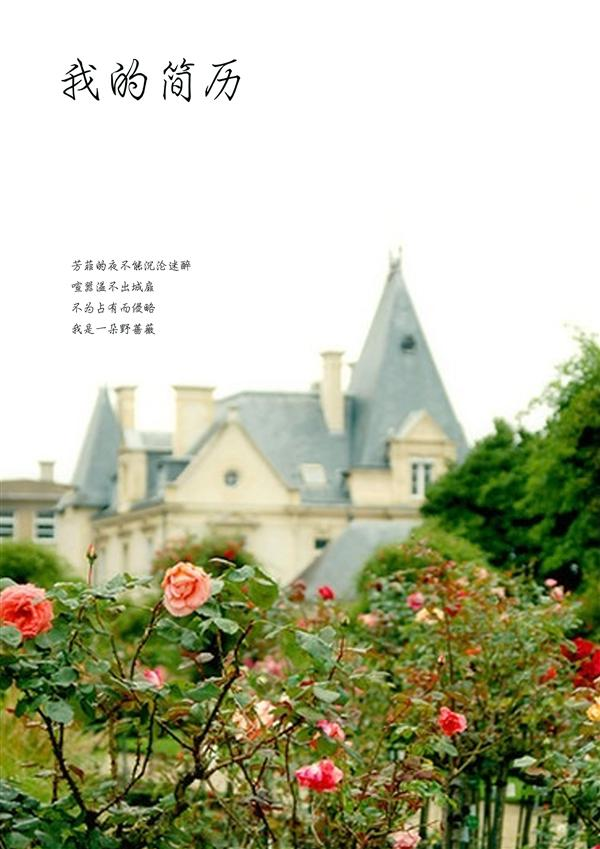 我的简历
芳菲的夜不能沉沦迷醉
喧嚣溢不出城扉
不为占有而侵略
我是一朵野蔷薇